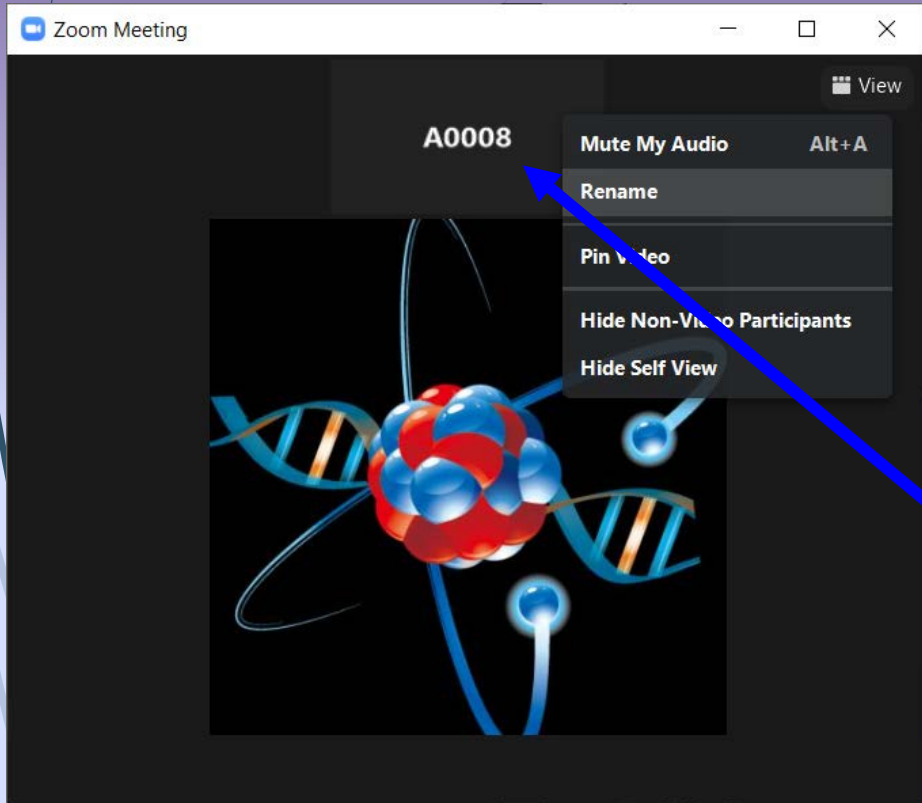 Zoom Meeting
View
A0008
Mute My Audio Alt+A
Rename
Pin Video
Hide Non-Video Participants
Hide Self View